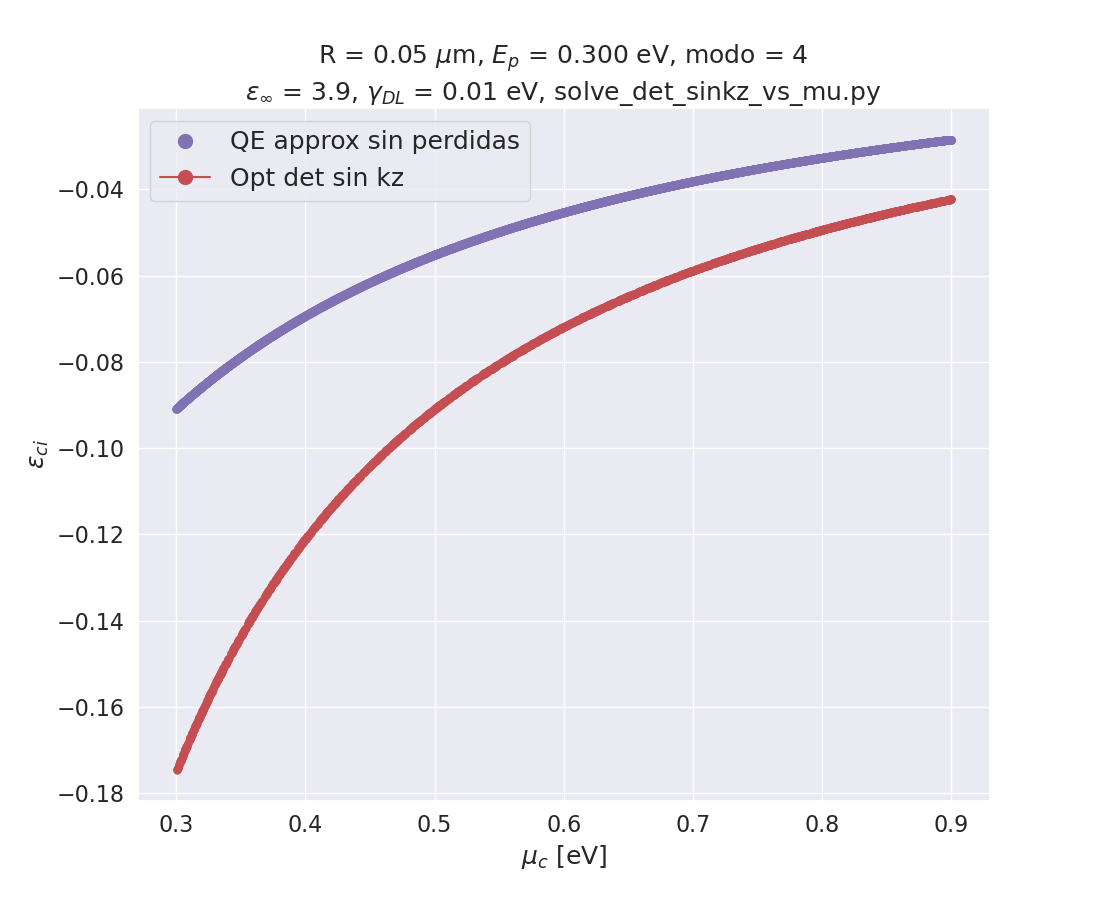 R = 0.05 μm, E_p = 0.300 eV, modo = 4
ε_∞ = 3.9, γ_DL = 0.01 eV, solve_det_sinkz_vs_mu.py
QE approx sin perdidas
Opt det sin kz
−0.04
−0.06
−0.08
−0.10
−0.12
−0.14
−0.16
−0.18
ε_ci
0.3 0.4 0.5 0.6 0.7 0.8 0.9
μ_c [eV]